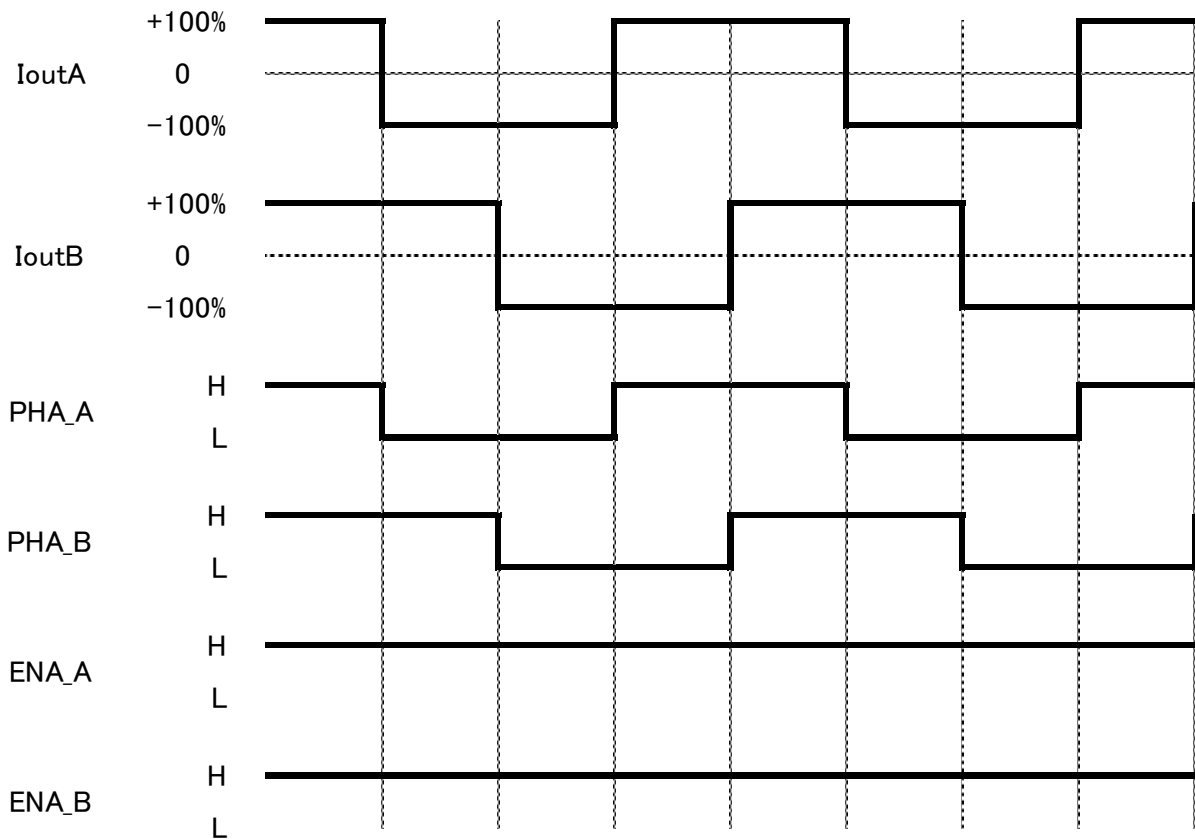 +100%
IoutA 0
−100%
+100%
IoutB 0
−100%
H
PHA_A
L
H
PHA_B
L
H
ENA_A
L
H
ENA_B
L